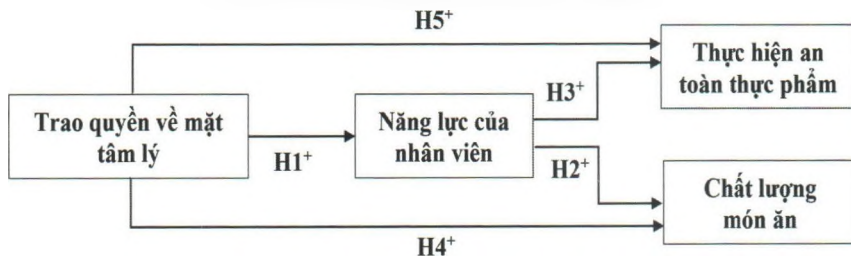 H5⁺
Thực hiện an
toàn thực phẩm
H3⁺
Trao quyền về mặt
tâm lý
H1⁺
Năng lực của
nhân viên
H2⁺
Chất lượng
món ăn
H4⁺